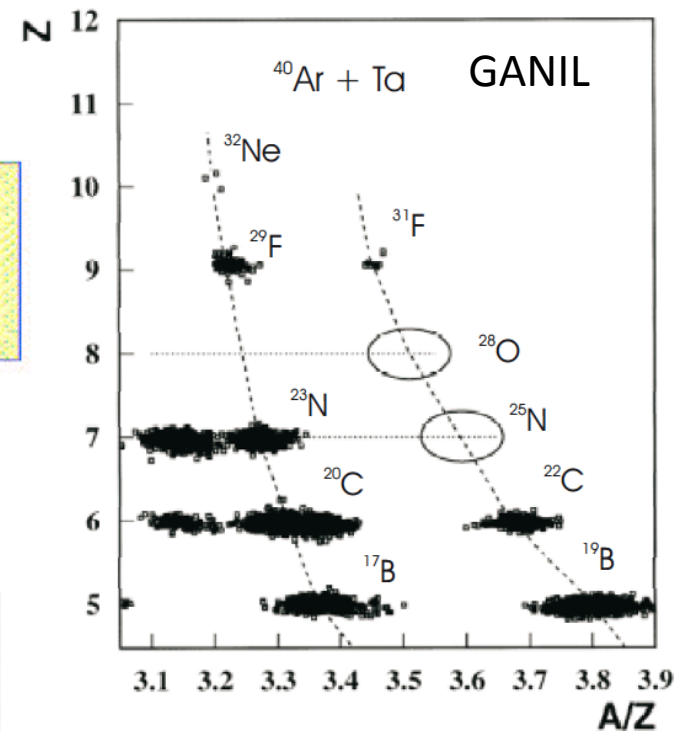 Z
12
11
10
9
8
7
6
5
⁴⁰Ar + Ta GANIL
³²Ne
²⁹F
³¹F
²⁸O
²³N
²⁵N
²⁰C
²²C
¹⁷B
¹⁹B
3.1 3.2 3.3 3.4 3.5 3.6 3.7 3.8 3.9
A/Z